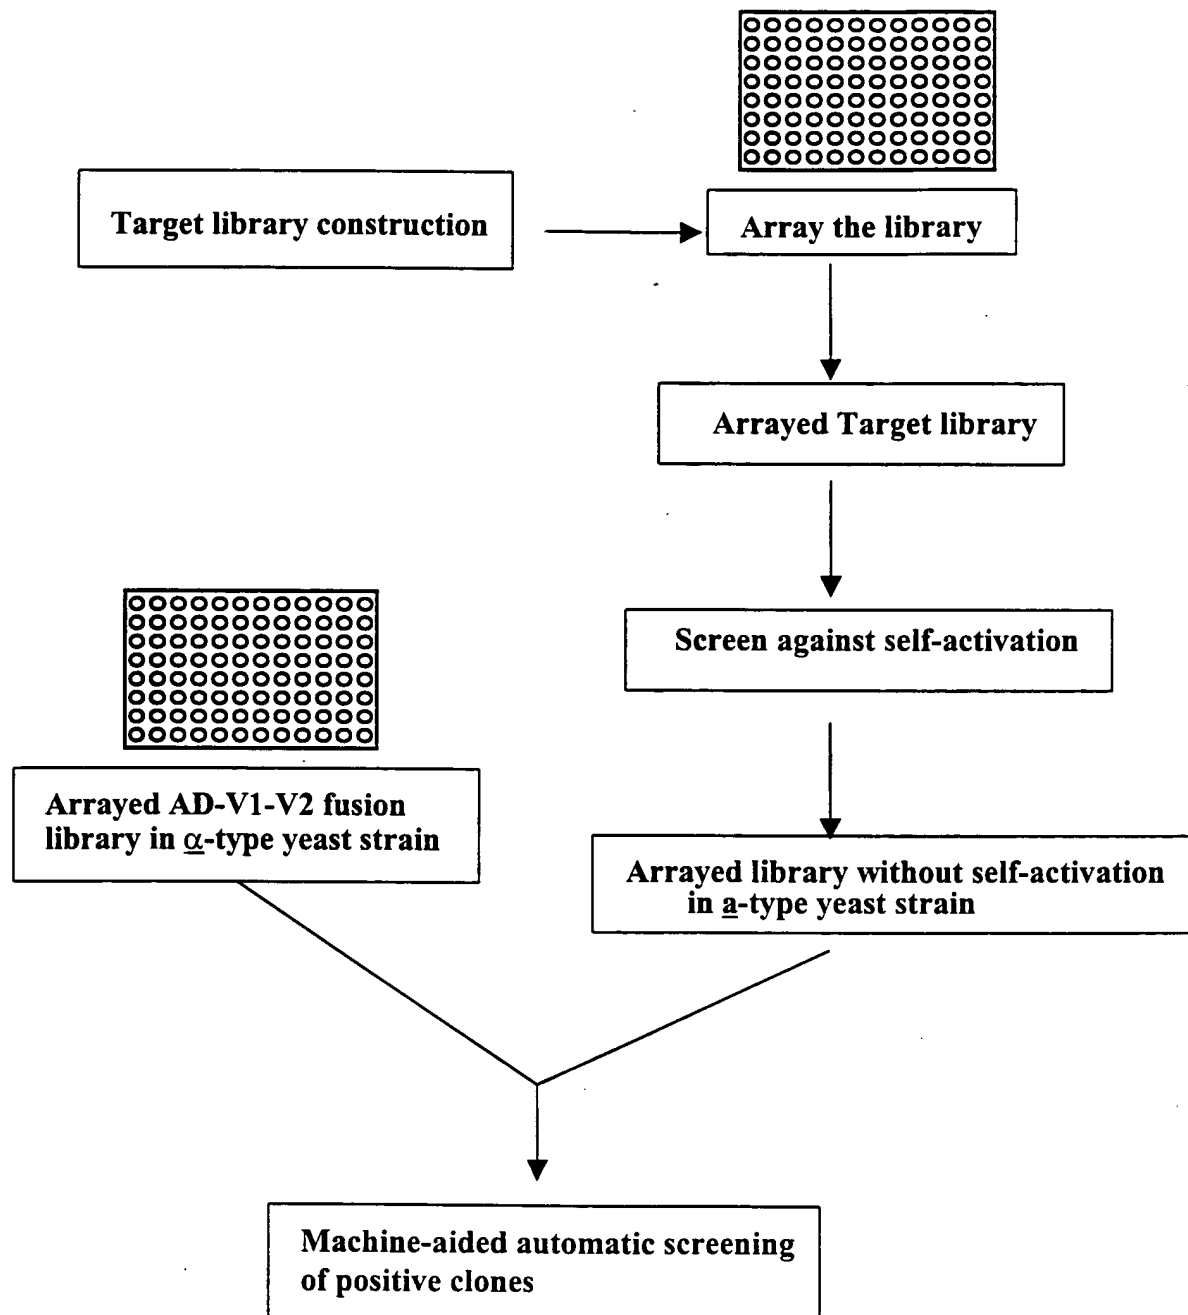 Target library construction
Array the library
Arrayed Target library
Screen against self-activation
Arrayed AD-V1-V2 fusion
library in α-type yeast strain
Arrayed library without self-activation
in a-type yeast strain
Machine-aided automatic screening
of positive clones